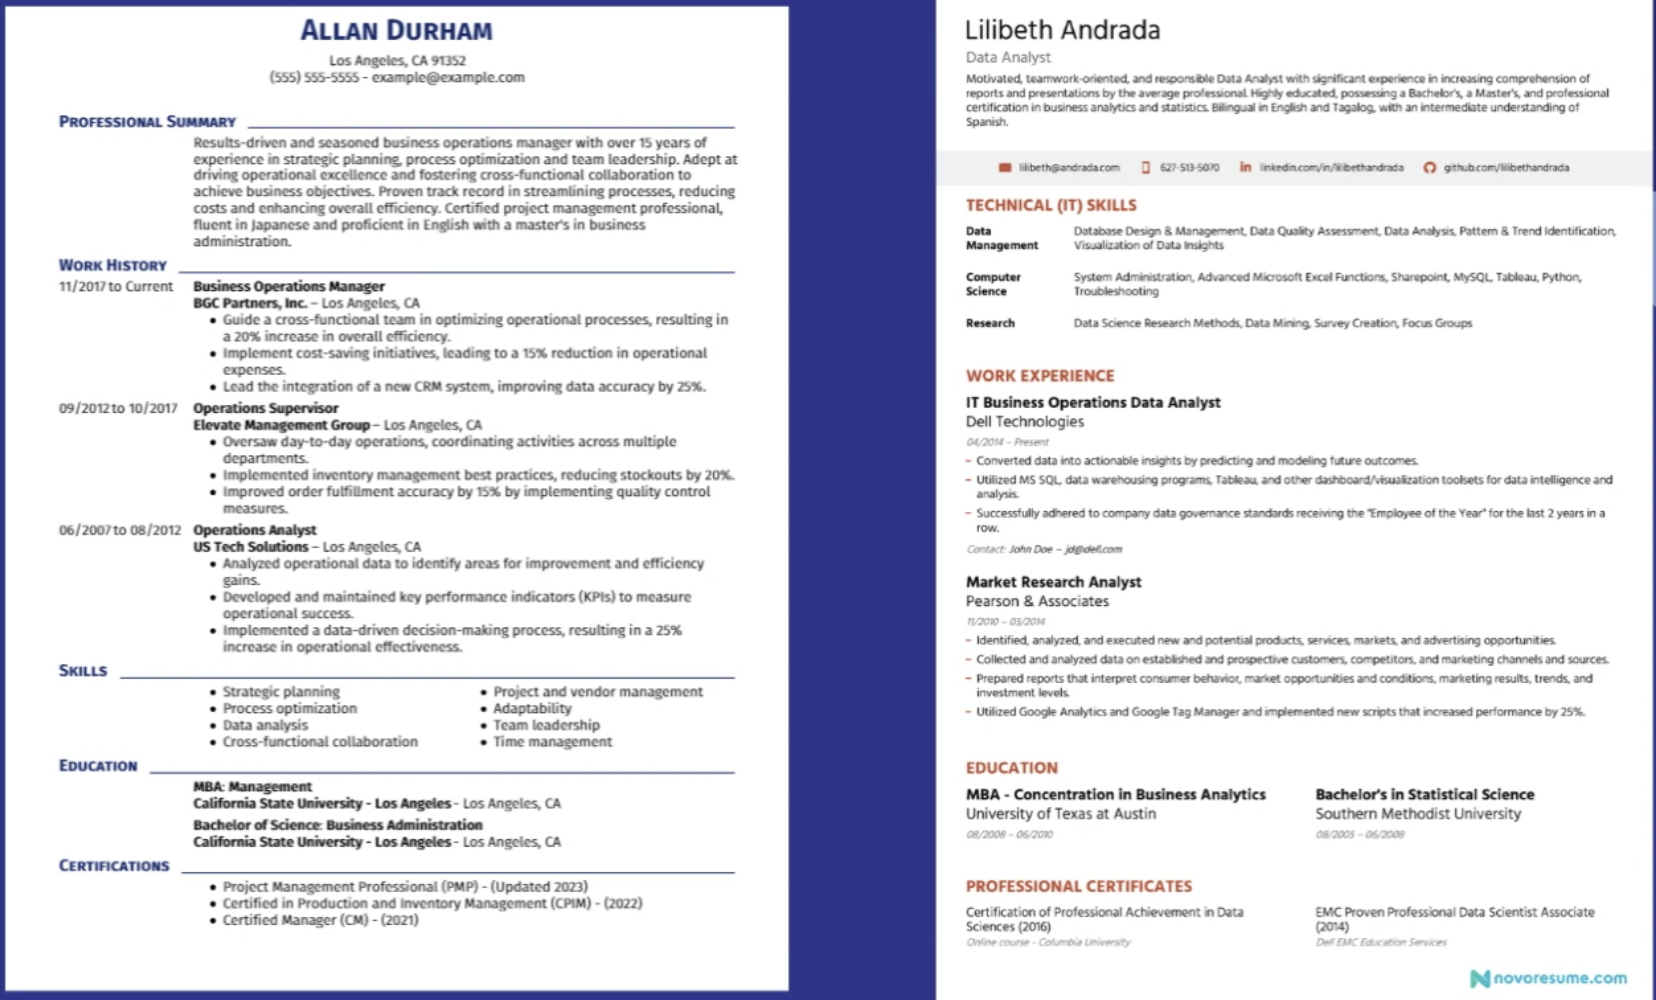 ALLAN DURHAM
Los Angeles, CA 91352
(555) 555-5555 - example@example.com
PROFESSIONAL SUMMARY
Results-driven and seasoned business operations manager with over 15 years of
experience in strategic planning, process optimization and team leadership. Adept at
driving operational excellence and fostering cross-functional collaboration to
achieve business objectives. Proven track record in streamlining processes, reducing
costs and enhancing overall efficiency. Certified project management professional,
fluent in Japanese and proficient in English with a master's in business
administration.
WORK HISTORY
11/2017 to Current Business Operations Manager
BGC Partners, Inc. – Los Angeles, CA
• Guide a cross-functional team in optimizing operational processes, resulting in
a 20% increase in overall efficiency.
• Implement cost-saving initiatives, leading to a 15% reduction in operational
expenses.
• Lead the integration of a new CRM system, improving data accuracy by 25%.
09/2012 to 10/2017 Operations Supervisor
Elevate Management Group – Los Angeles, CA
• Oversaw day-to-day operations, coordinating activities across multiple
departments.
• Implemented inventory management best practices, reducing stockouts by 20%.
• Improved order fulfillment accuracy by 15% by implementing quality control
measures.
06/2007 to 08/2012 Operations Analyst
US Tech Solutions – Los Angeles, CA
• Analyzed operational data to identify areas for improvement and efficiency
gains.
• Developed and maintained key performance indicators (KPIs) to measure
operational success.
• Implemented a data-driven decision-making process, resulting in a 25%
increase in operational effectiveness.
SKILLS
• Strategic planning
• Process optimization
• Data analysis
• Cross-functional collaboration
• Project and vendor management
• Adaptability
• Team leadership
• Time management
EDUCATION
MBA: Management
California State University - Los Angeles - Los Angeles, CA
Bachelor of Science: Business Administration
California State University - Los Angeles - Los Angeles, CA
CERTIFICATIONS
• Project Management Professional (PMP) - (Updated 2023)
• Certified in Production and Inventory Management (CPIM) - (2022)
• Certified Manager (CM) - (2021)
Lilibeth Andrada
Data Analyst
Motivated, teamwork-oriented, and responsible Data Analyst with significant experience in increasing comprehension of
reports and presentations by the average professional. Highly educated, possessing a Bachelor's, a Master's, and professional
certification in business analytics and statistics. Bilingual in English and Tagalog, with an intermediate understanding of
Spanish.
lilibeth@andrada.com 627-513-5070 linkedin.com/in/lilibethandrada github.com/lilibethandrada
TECHNICAL (IT) SKILLS
Data Management
Database Design & Management, Data Quality Assessment, Data Analysis, Pattern & Trend Identification,
Visualization of Data Insights
Computer Science
System Administration, Advanced Microsoft Excel Functions, Sharepoint, MySQL, Tableau, Python,
Troubleshooting
Research
Data Science Research Methods, Data Mining, Survey Creation, Focus Groups
WORK EXPERIENCE
IT Business Operations Data Analyst
Dell Technologies
04/2014 – Present
– Converted data into actionable insights by predicting and modeling future outcomes.
– Utilized MS SQL, data warehousing programs, Tableau, and other dashboard/visualization toolsets for data intelligence and
analysis.
– Successfully adhered to company data governance standards receiving the "Employee of the Year" for the last 2 years in a
row.
Contact: John Doe – jd@dell.com
Market Research Analyst
Pearson & Associates
11/2010 – 03/2014
– Identified, analyzed, and executed new and potential products, services, markets, and advertising opportunities.
– Collected and analyzed data on established and prospective customers, competitors, and marketing channels and sources.
– Prepared reports that interpret consumer behavior, market opportunities and conditions, marketing results, trends, and
investment levels.
– Utilized Google Analytics and Google Tag Manager and implemented new scripts that increased performance by 25%.
EDUCATION
MBA - Concentration in Business Analytics
University of Texas at Austin
08/2008 – 06/2010
Bachelor's in Statistical Science
Southern Methodist University
08/2005 – 06/2008
PROFESSIONAL CERTIFICATES
Certification of Professional Achievement in Data
Sciences (2016)
Online course - Columbia University
EMC Proven Professional Data Scientist Associate
(2014)
Dell EMC Education Services
novoresume.com